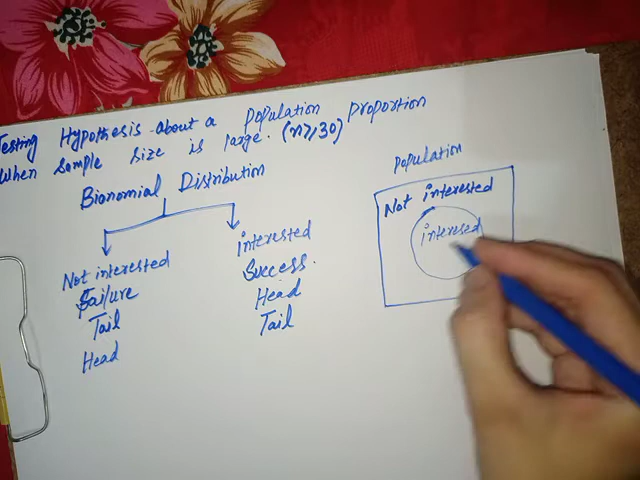 Testing Hypothesis about a population proportion
When Sample Size is large. (n≥30)
Bionomial Distribution
Not interested
Failure
Tail
Head
interested
Success.
Head
Tail
population
Not interested
interesed